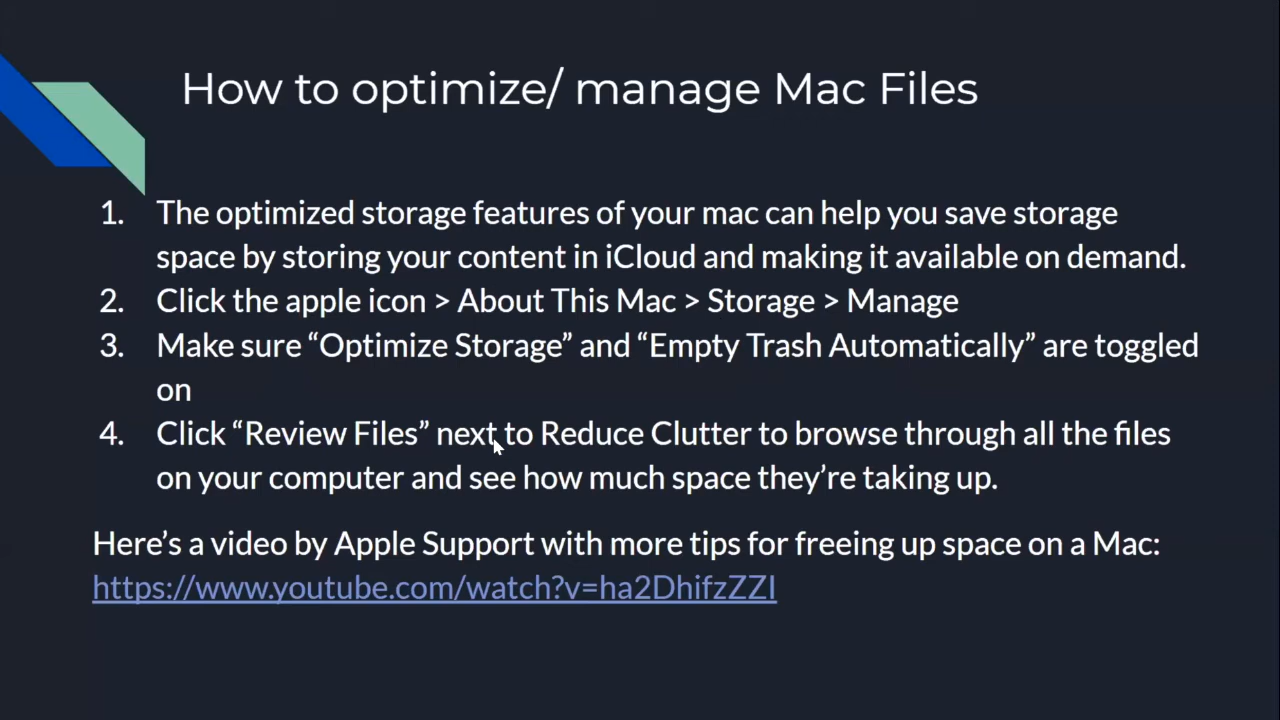 How to optimize/ manage Mac Files
1. The optimized storage features of your mac can help you save storage
space by storing your content in iCloud and making it available on demand.
2. Click the apple icon > About This Mac > Storage > Manage
3. Make sure “Optimize Storage” and “Empty Trash Automatically” are toggled
on
4. Click “Review Files” next to Reduce Clutter to browse through all the files
on your computer and see how much space they’re taking up.
Here’s a video by Apple Support with more tips for freeing up space on a Mac:
https://www.youtube.com/watch?v=ha2DhifzZZI